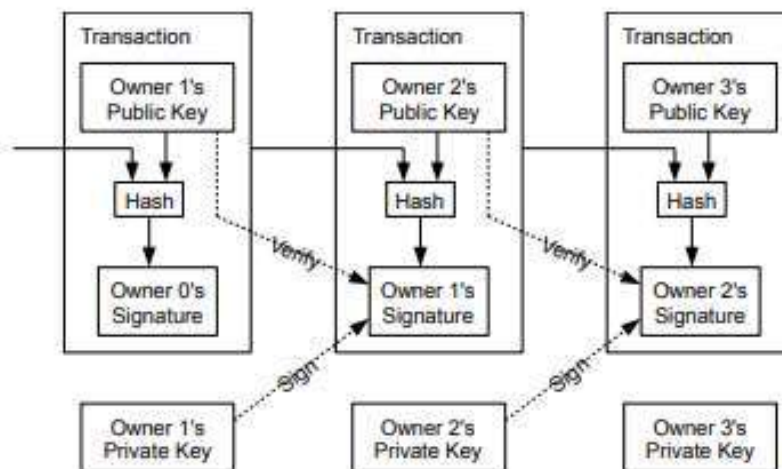 Transaction
Transaction
Transaction
Owner 1's
Public Key
Owner 2's
Public Key
Owner 3's
Public Key
Hash
Hash
Hash
Verify
Verify
Owner 0's
Signature
Owner 1's
Signature
Owner 2's
Signature
Sign
Sign
Owner 1's
Private Key
Owner 2's
Private Key
Owner 3's
Private Key